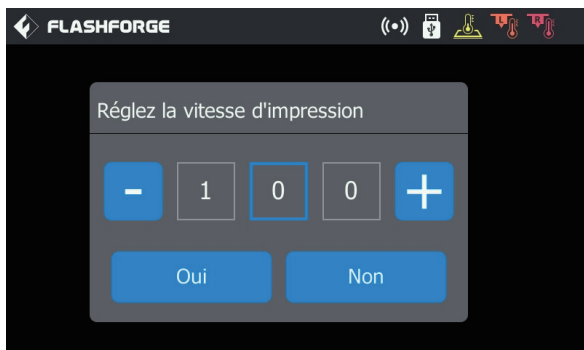 FLASHFORGE L R
Réglez la vitesse d'impression
- 1 0 0 +
Oui Non